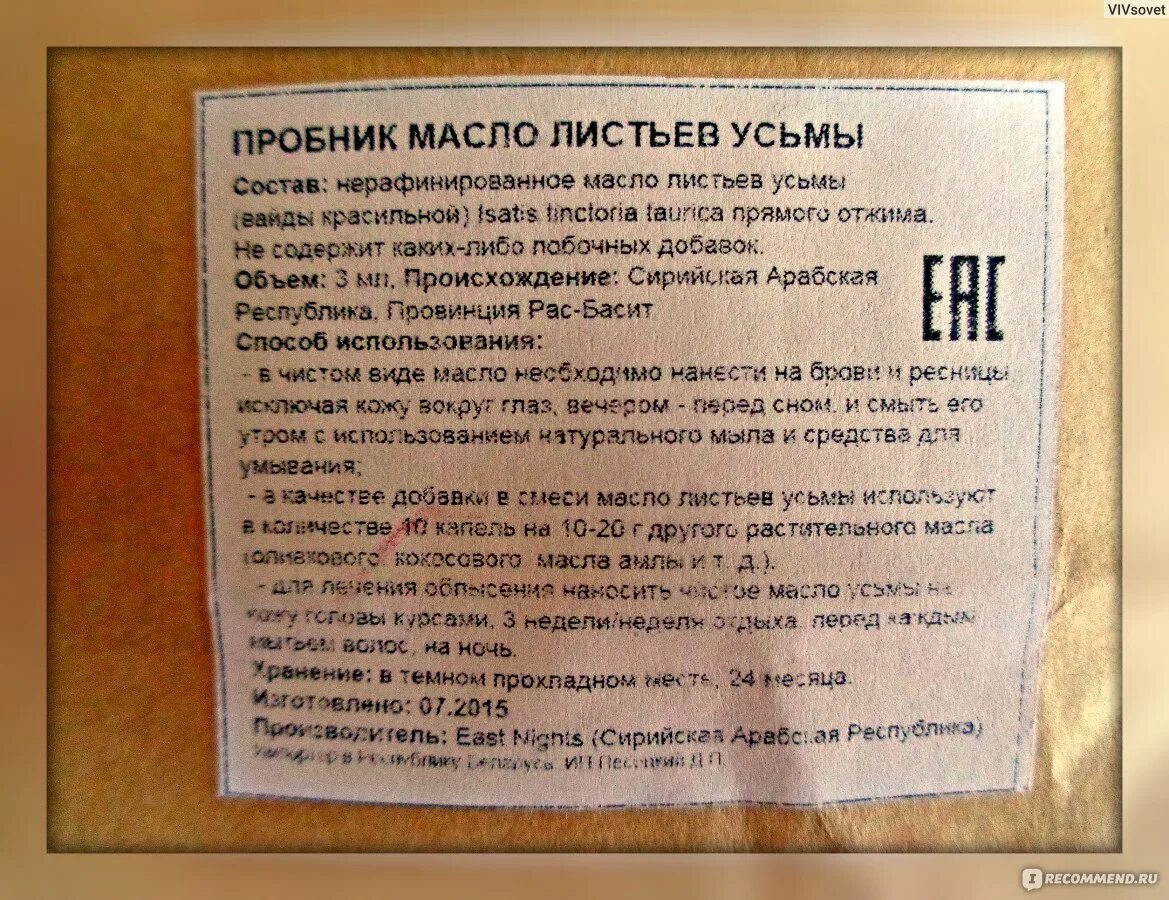 VIVsovet
ПРОБНИК МАСЛО ЛИСТЬЕВ УСЬМЫ
Состав: нерафинированное масло листьев усьмы
(вайды красильной) Isatis tinctoria taurica прямого отжима.
Не содержит каких-либо побочных добавок.
Объем: 3 мл, Происхождение: Сирийская Арабская
Республика, Провинция Рас-Басит
ЕАС
Способ использования:
- в чистом виде масло необходимо нанести на брови и ресницы
исключая кожу вокруг глаз, вечером - перед сном, и смыть его
утром с использованием натурального мыла и средства для
умывания;
- в качестве добавки в смеси масло листьев усьмы используют
в количестве 10 капель на 10-20 г другого растительного масла
(оливкового, кокосового, масла амлы и т. д.).
- для лечения облысения наносить чистое масло усьмы на
кожу головы курсами, 3 недели/неделя отдыха, перед каждым
мытьем волос, на ночь.
Хранение: в темном прохладном месте, 24 месяца.
Изготовлено: 07.2015
Производитель: East Nights (Сирийская Арабская Республика)
Импортер в Республику Беларусь: ИП Д.П.
IRECOMMEND.RU